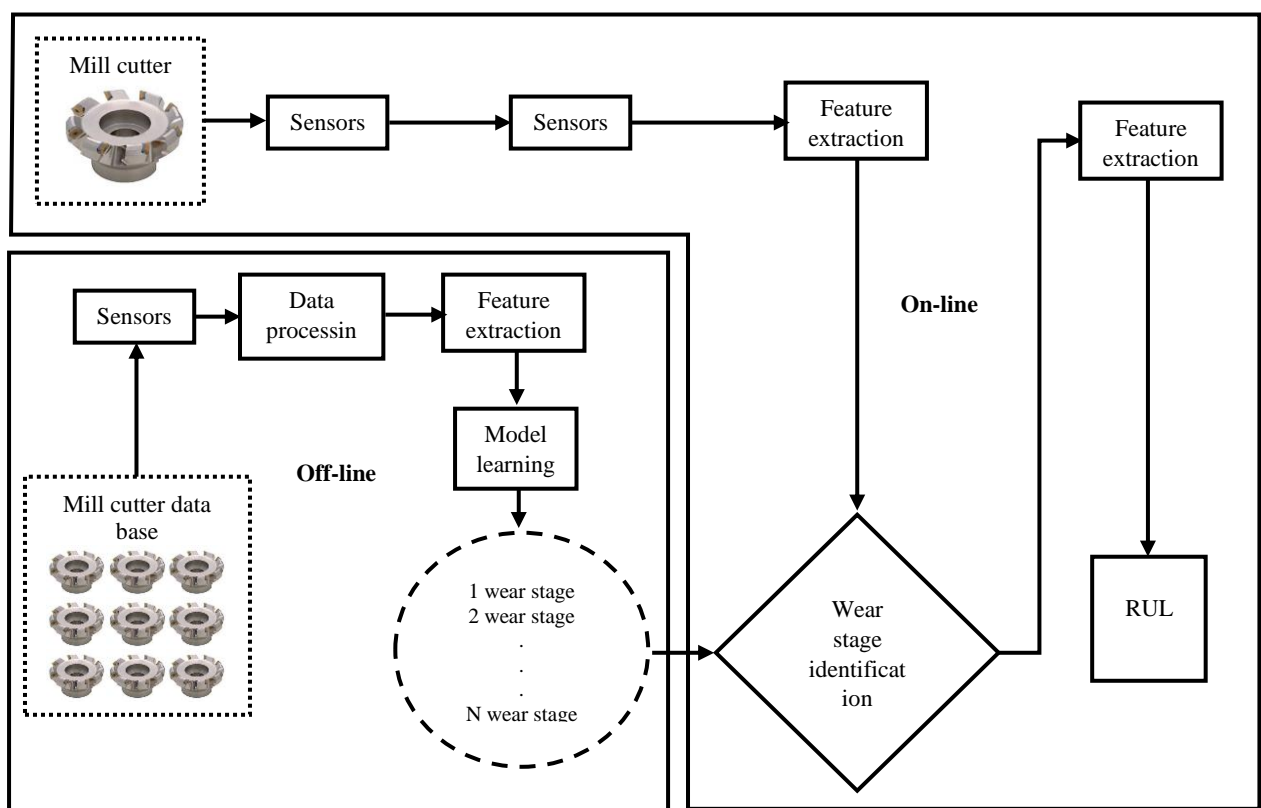 Mill cutter
Sensors
Sensors
Feature
extraction
Feature
extraction
Sensors
Data
processin
Feature
extraction
On-line
Model
learning
Off-line
Mill cutter data
base
1 wear stage
2 wear stage
.
.
.
N wear stage
Wear
stage
identificat
ion
RUL